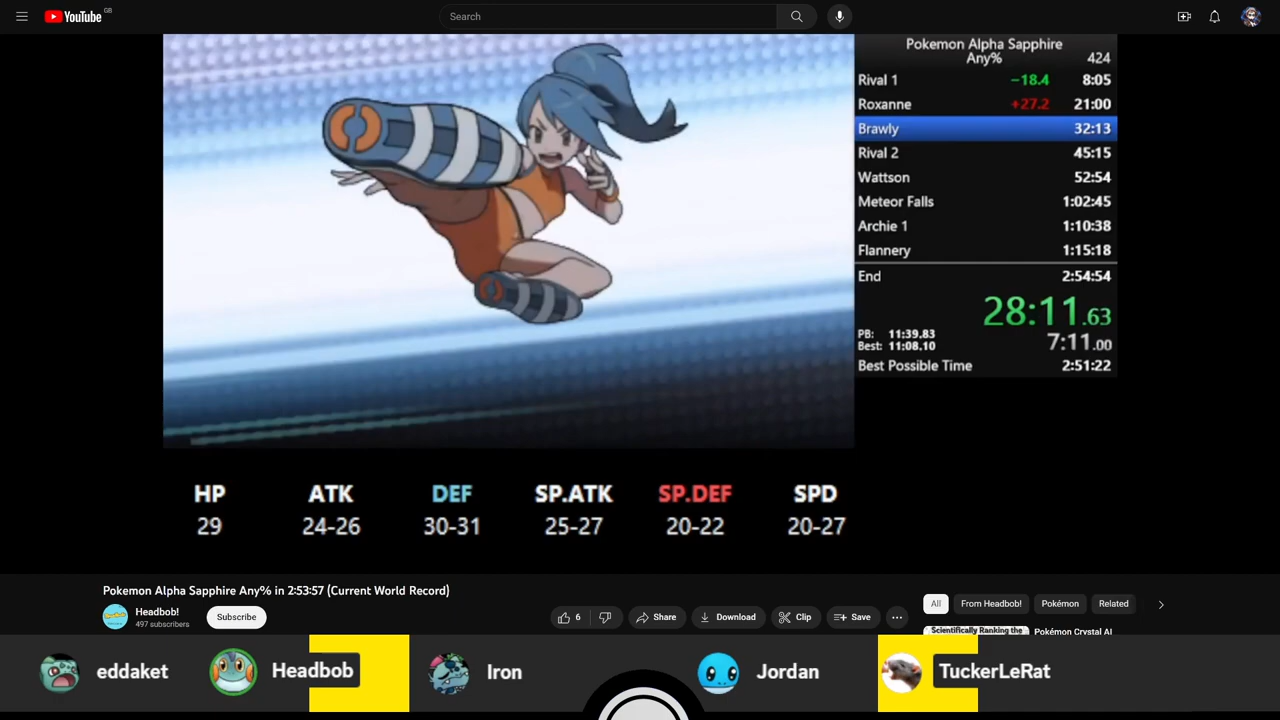 YouTube GB
Search
Pokemon Alpha Sapphire
Any% 424
Rival 1 −18.4 8:05
Roxanne +27.2 21:00
Brawly 32:13
Rival 2 45:15
Wattson 52:54
Meteor Falls 1:02:45
Archie 1 1:10:38
Flannery 1:15:18
End 2:54:54
28:11.63
PB: 11:39.83
Best: 11:08.10
7:11.00
Best Possible Time 2:51:22
HP ATK DEF SP.ATK SP.DEF SPD
29 24-26 30-31 25-27 20-22 20-27
Pokemon Alpha Sapphire Any% in 2:53:57 (Current World Record)
Headbob!
497 subscribers
Subscribe
6 Share Download Clip Save
All From Headbob! Pokémon Related
Scientifically Ranking the
Pokémon Crystal AI
eddaket Headbob Iron Jordan TuckerLeRat